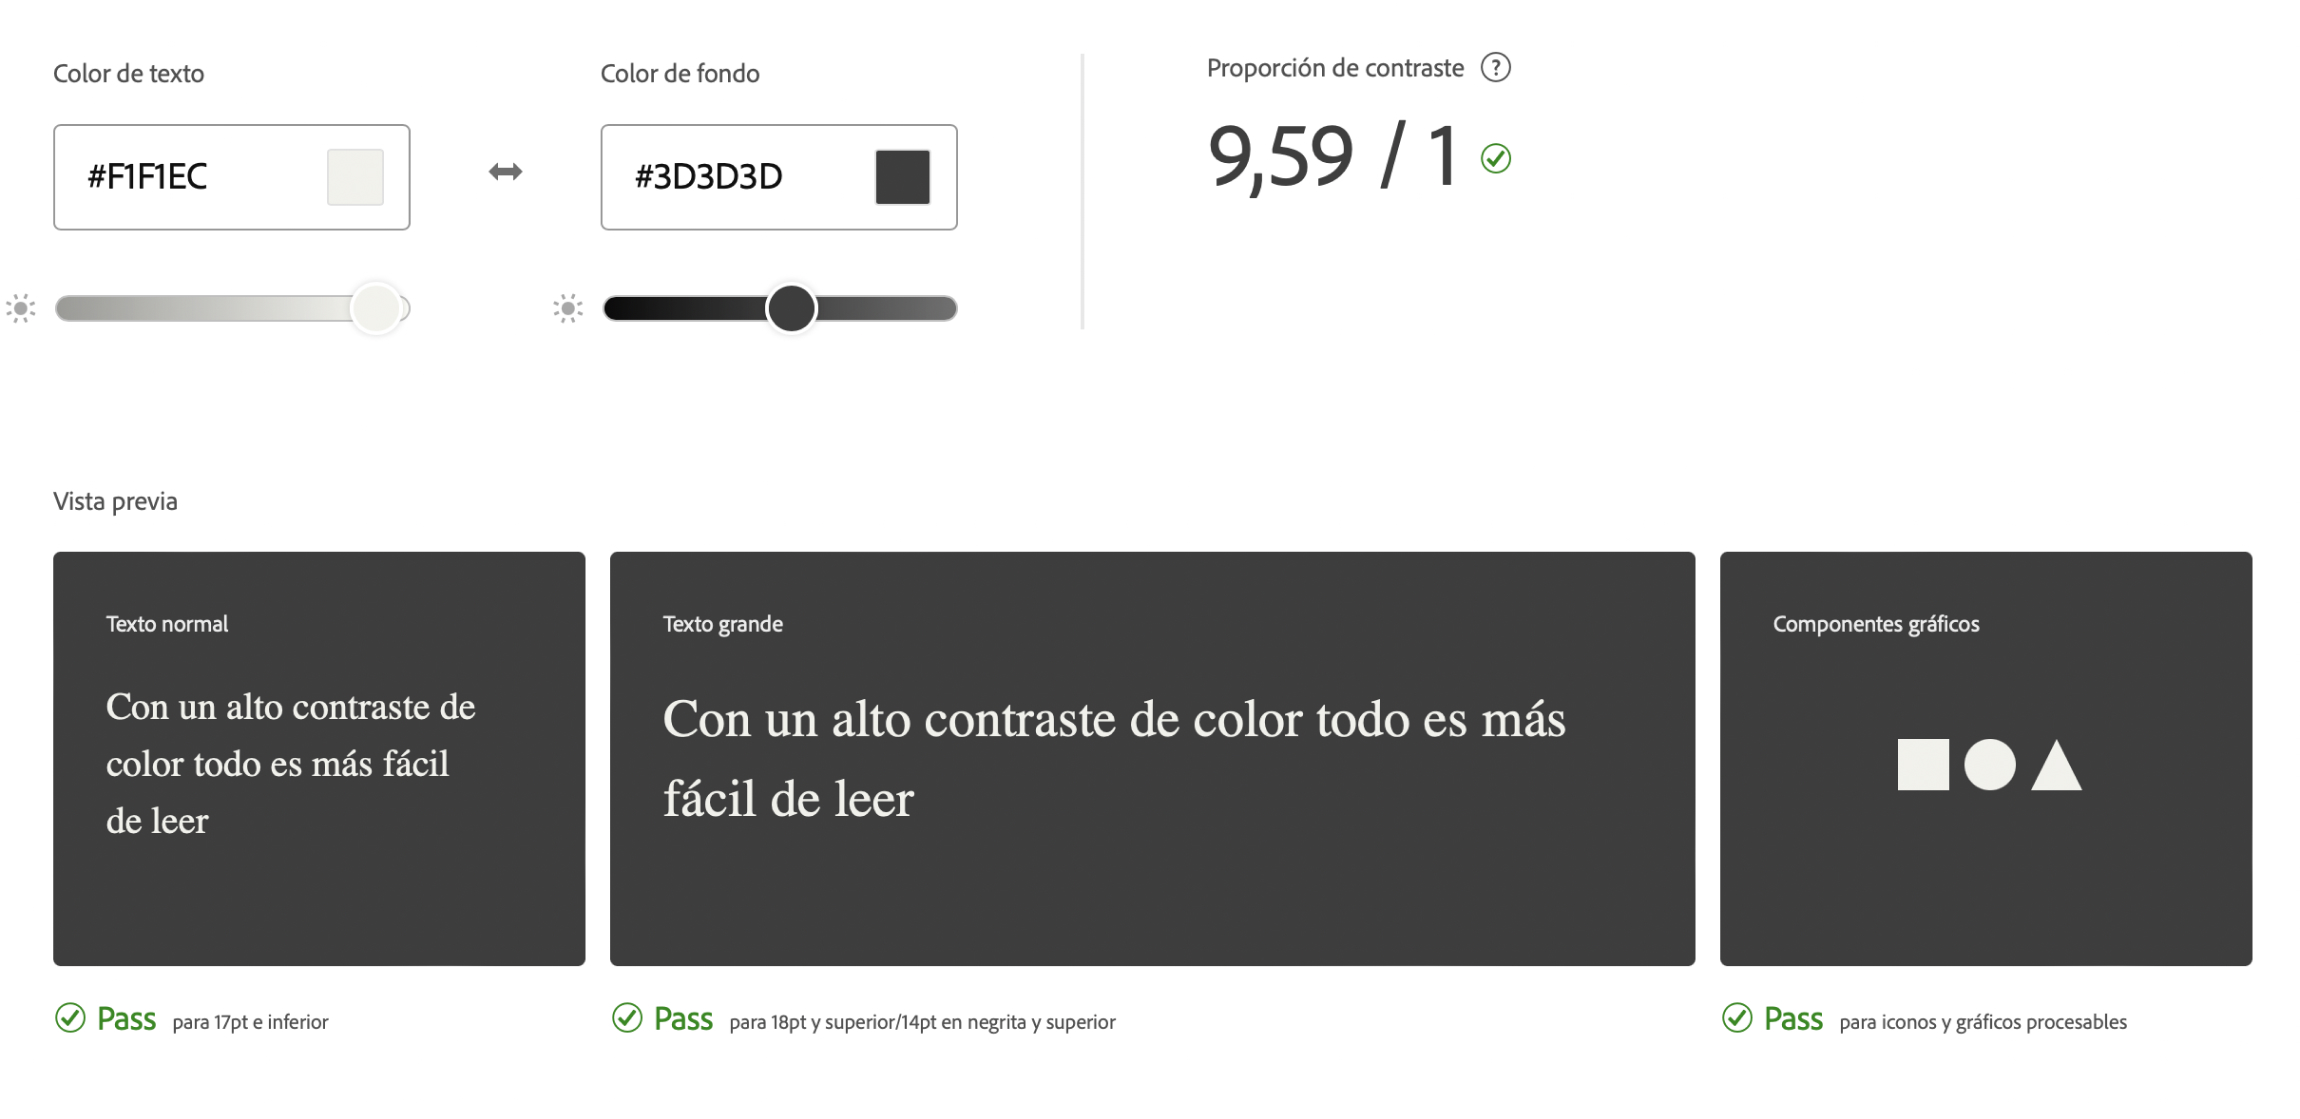 Color de texto
Color de fondo
Proporción de contraste ?
#F1F1EC
#3D3D3D
9,59 / 1
Vista previa
Texto normal
Con un alto contraste de
color todo es más fácil
de leer
Texto grande
Con un alto contraste de color todo es más
fácil de leer
Componentes gráficos
Pass para 17pt e inferior
Pass para 18pt y superior/14pt en negrita y superior
Pass para iconos y gráficos procesables